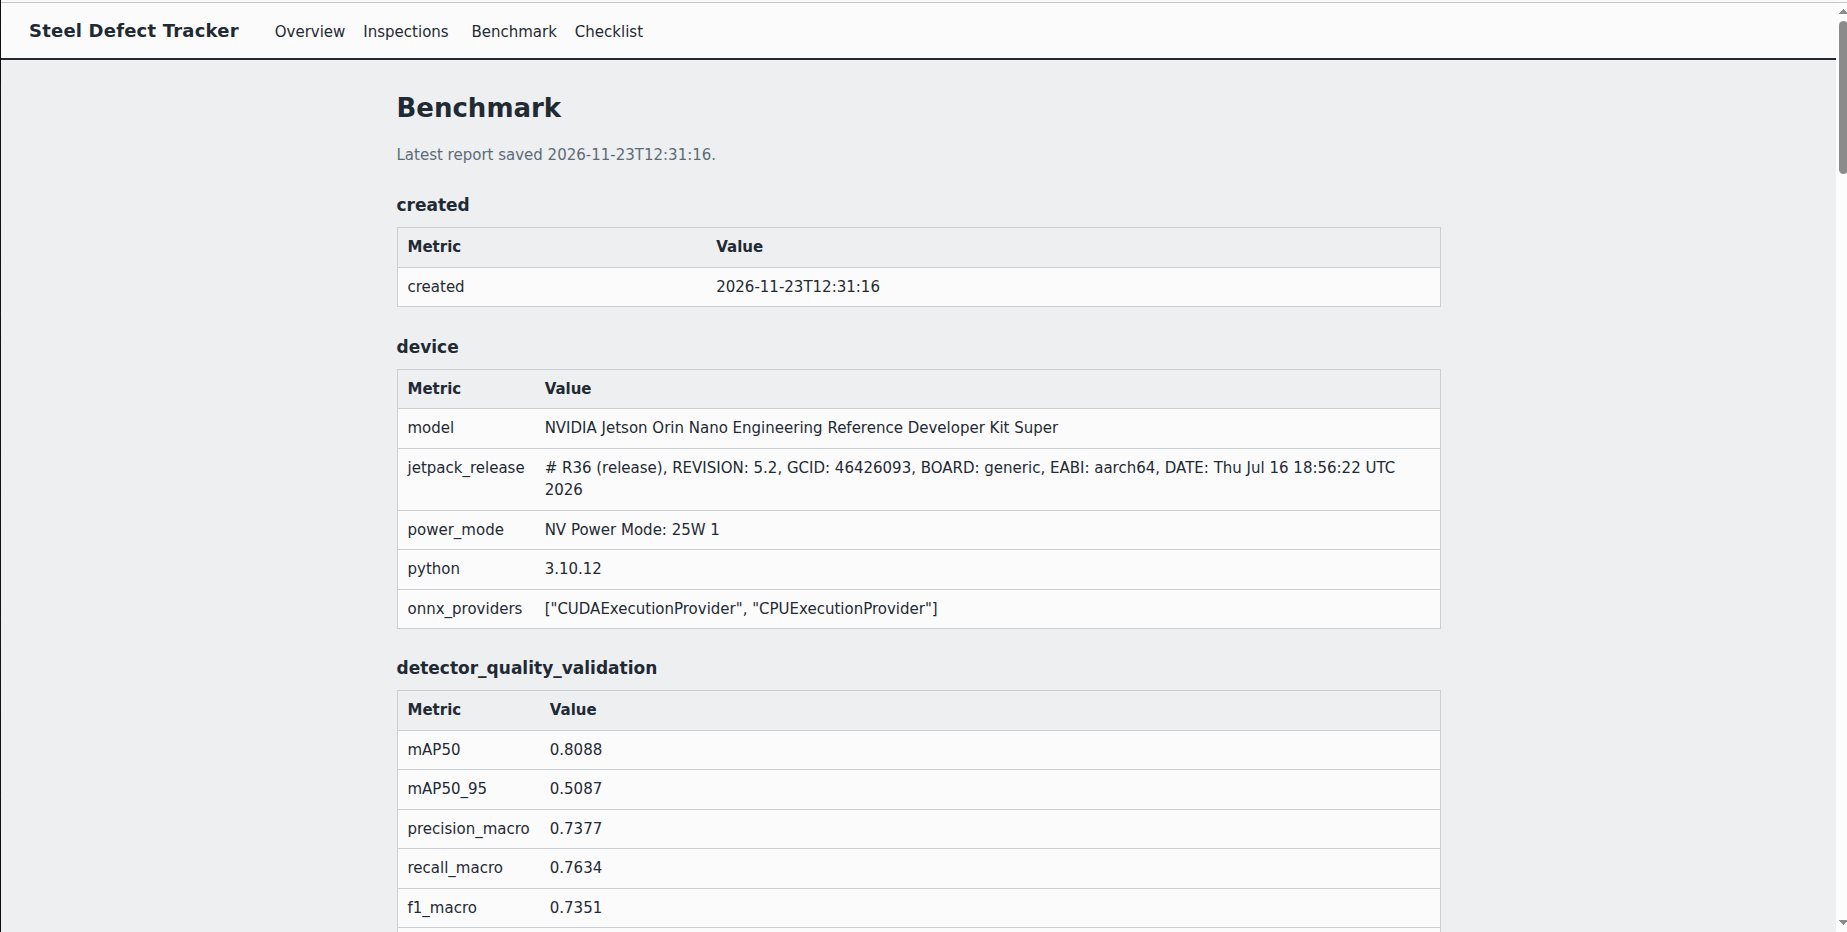 Steel Defect Tracker Overview Inspections Benchmark Checklist
Benchmark
Latest report saved 2026-11-23T12:31:16.
created
Metric Value
created 2026-11-23T12:31:16
device
Metric Value
model NVIDIA Jetson Orin Nano Engineering Reference Developer Kit Super
jetpack_release # R36 (release), REVISION: 5.2, GCID: 46426093, BOARD: generic, EABI: aarch64, DATE: Thu Jul 16 18:56:22 UTC
2026
power_mode NV Power Mode: 25W 1
python 3.10.12
onnx_providers ["CUDAExecutionProvider", "CPUExecutionProvider"]
detector_quality_validation
Metric Value
mAP50 0.8088
mAP50_95 0.5087
precision_macro 0.7377
recall_macro 0.7634
f1_macro 0.7351